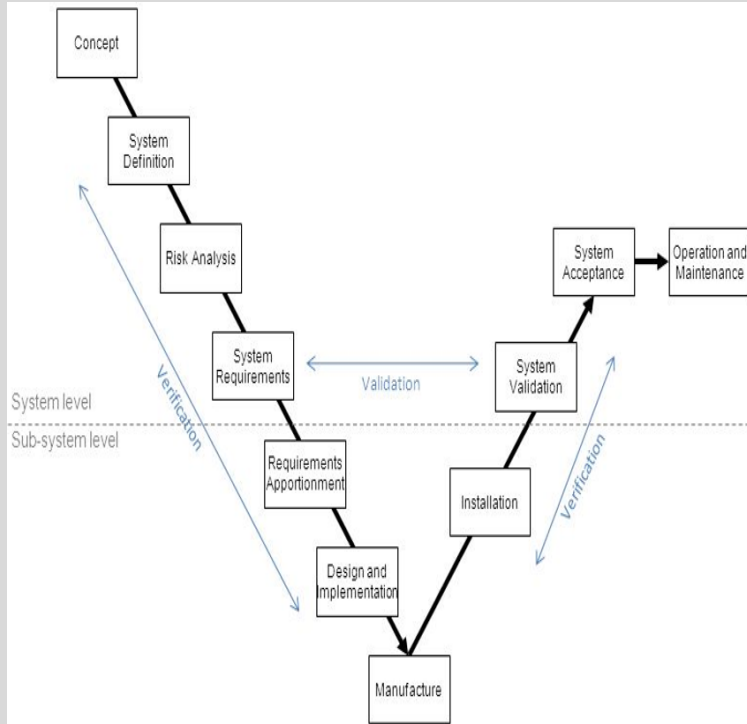 Concept
System
Definition
Risk Analysis
System
Acceptance
Operation and
Maintenance
System
Requirements
Validation
System
Validation
Verification
System level
Sub-system level
Requirements
Apportionment
Installation
Verification
Design and
Implementation
Manufacture